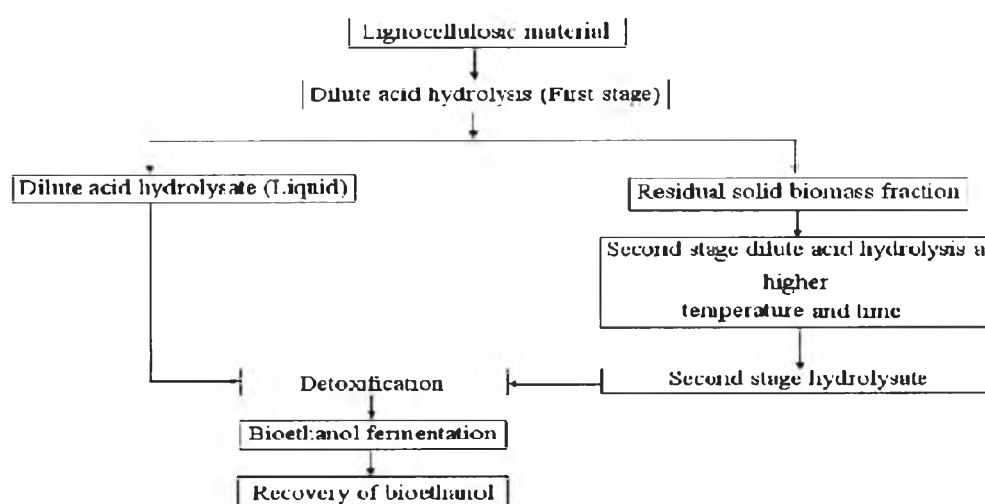 Lignocellulosic material
Dilute acid hydrolysis (First stage)
Dilute acid hydrolysate (Liquid)
Residual solid biomass fraction
Second stage dilute acid hydrolysis a
higher
temperature and time
Second stage hydrolysate
Detoxification
Bioethanol fermentation
Recovery of bioethanol